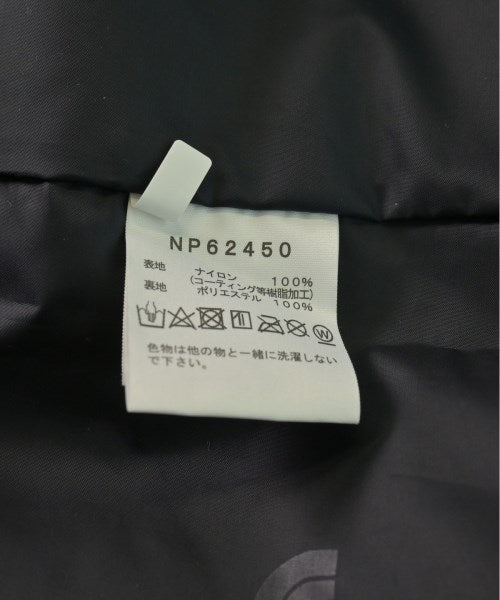 NP62450
表地 ナイロン 100%
(コーティング等樹脂加工)
裏地 ポリエステル 100%
W
色物は他の物と一緒に洗濯しない
で下さい。